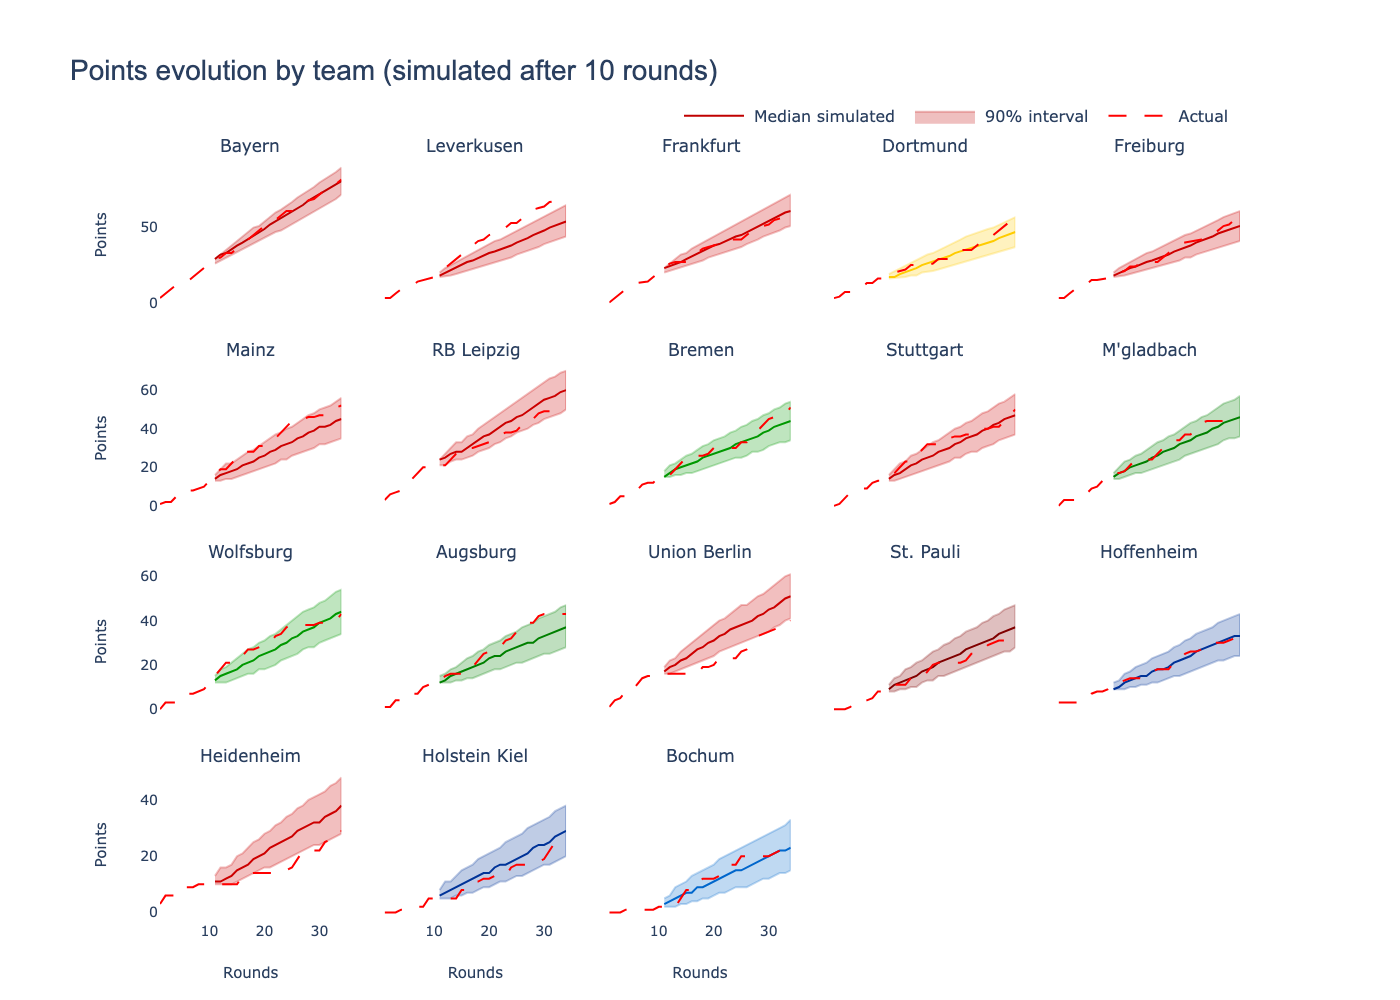 Points evolution by team (simulated after 10 rounds)
Median simulated 90% interval Actual
Bayern Leverkusen Frankfurt Dortmund Freiburg
Points
50
0
Mainz RB Leipzig Bremen Stuttgart M'gladbach
Points
60
40
20
0
Wolfsburg Augsburg Union Berlin St. Pauli Hoffenheim
Points
60
40
20
0
Heidenheim Holstein Kiel Bochum
Points
40
20
0
10 20 30 10 20 30 10 20 30
Rounds Rounds Rounds